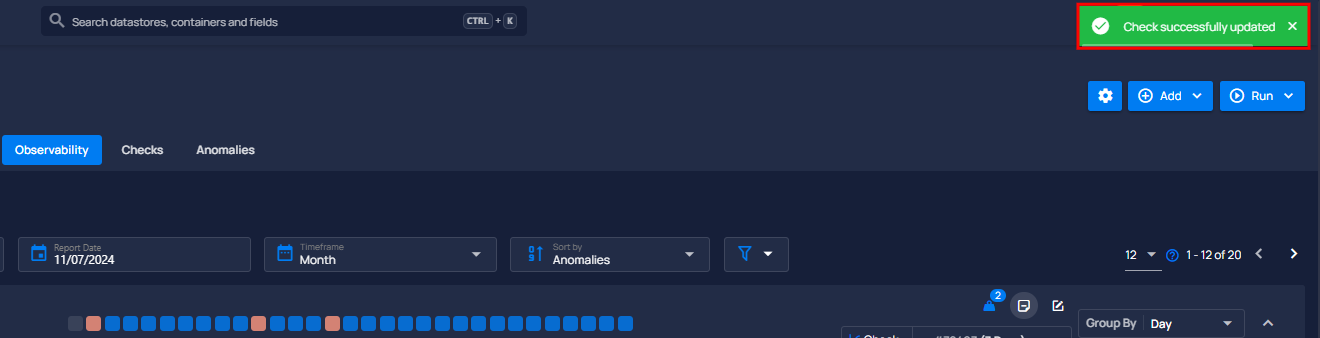 Search datastores, containers and fields
CTRL + K
Check successfully updated
Add
Run
Observability
Checks
Anomalies
Report Date
11/07/2024
Timeframe
Month
Sort by
Anomalies
12
1 - 12 of 20
2
Group By
Day